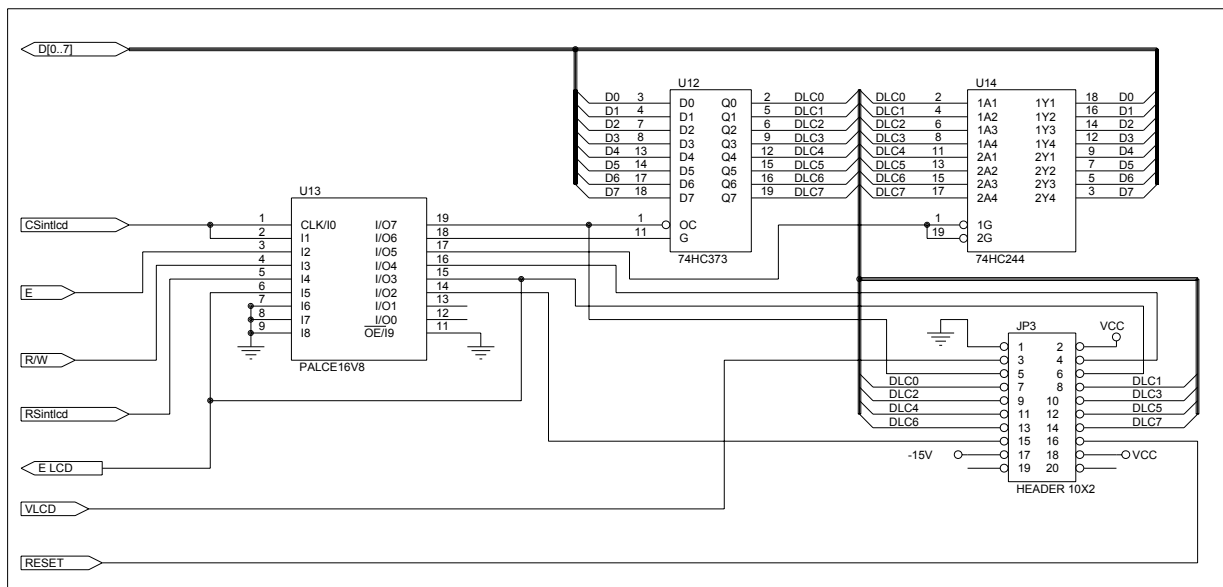 D[0..7]
U12
U14
D0 3 D0 Q0 2 DLC0 DLC0 2 1A1 1Y1 18 D0
D1 4 D1 Q1 5 DLC1 DLC1 4 1A2 1Y2 16 D1
D2 7 D2 Q2 6 DLC2 DLC2 6 1A3 1Y3 14 D2
D3 8 D3 Q3 9 DLC3 DLC3 8 1A4 1Y4 12 D3
D4 13 D4 Q4 12 DLC4 DLC4 11 2A1 2Y1 9 D4
D5 14 D5 Q5 15 DLC5 DLC5 13 2A2 2Y2 7 D5
D6 17 D6 Q6 16 DLC6 DLC6 15 2A3 2Y3 5 D6
D7 18 D7 Q7 19 DLC7 DLC7 17 2A4 2Y4 3 D7
1 OC
11 G
74HC373
1 1G
19 2G
74HC244
U13
CSintlcd
1 CLK/I0 I/O7 19
2 I1 I/O6 18
3 I2 I/O5 17
4 I3 I/O4 16
5 I4 I/O3 15
6 I5 I/O2 14
7 I6 I/O1 13
8 I7 I/O0 12
9 I8 OE/I9 11
PALCE16V8
E
R/W
RSintlcd
E LCD
VLCD
RESET
JP3
VCC
1 2
3 4
5 6
DLC0 7 8 DLC1
DLC2 9 10 DLC3
DLC4 11 12 DLC5
DLC6 13 14 DLC7
15 16
-15V 17 18 VCC
19 20
HEADER 10X2